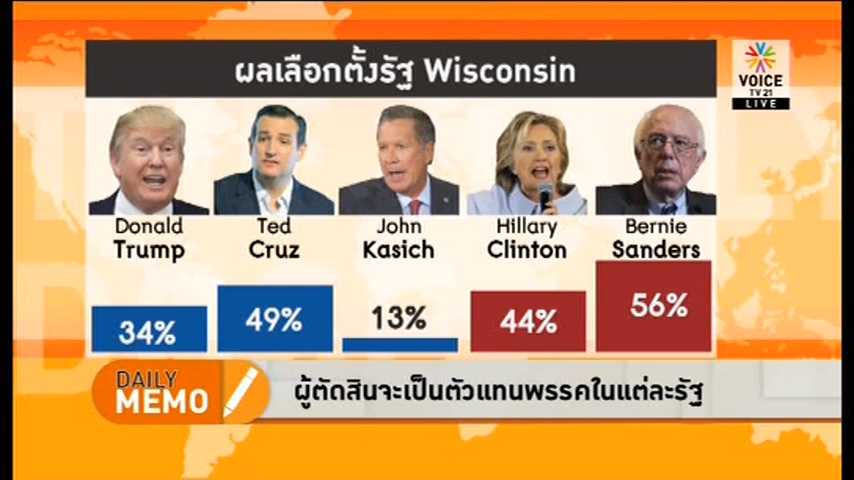 ผลเลือกตั้งรัฐ Wisconsin
VOICE
TV 21
LIVE
Donald
Trump
Ted
Cruz
John
Kasich
Hillary
Clinton
Bernie
Sanders
34%
49%
13%
44%
56%
DAILY
MEMO
ผู้ตัดสินจะเป็นตัวแทนพรรคในแต่ละรัฐ